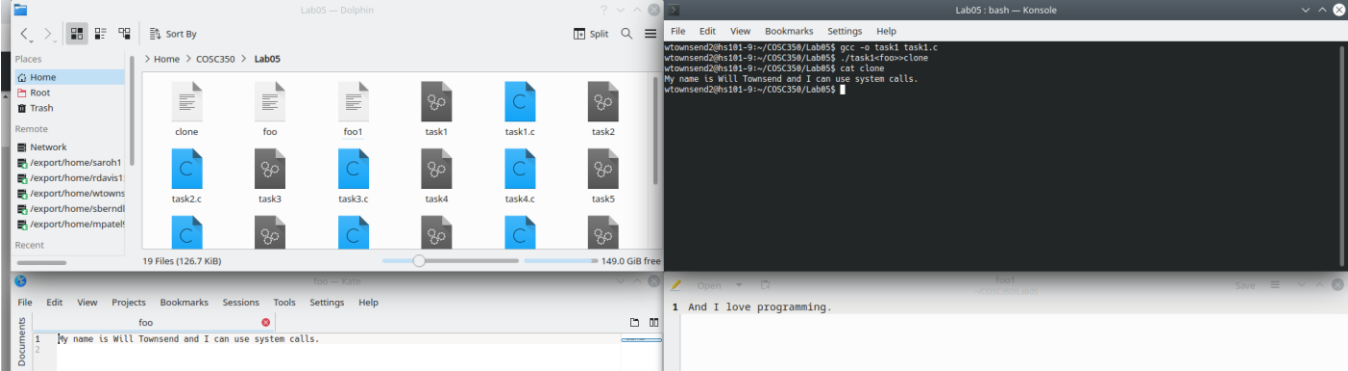 Lab05 — Dolphin
Sort By
Split
Places
Home
Root
Trash
Remote
Network
/export/home/saroh1
/export/home/rdavis1
/export/home/wtowns
/export/home/sberndl
/export/home/mpatel
Recent
> Home > COSC350 > Lab05
clone foo foo1 task1 task1.c task2
task2.c task3 task3.c task4 task4.c task5
19 Files (126.7 KiB)
149.0 GiB free
Lab05 : bash — Konsole
File Edit View Bookmarks Settings Help
wtownsend2@hs101-9:~/COSC350/Lab05$ gcc -o task1 task1.c
wtownsend2@hs101-9:~/COSC350/Lab05$ ./task1<foo>>clone
wtownsend2@hs101-9:~/COSC350/Lab05$ cat clone
My name is Will Townsend and I can use system calls.
wtownsend2@hs101-9:~/COSC350/Lab05$
foo — Kate
File Edit View Projects Bookmarks Sessions Tools Settings Help
Documents
foo
1 My name is Will Townsend and I can use system calls.
2
Open
foo1
~/COSC350/Lab05
Save
1 And I love programming.